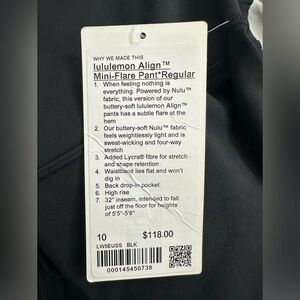 WHY WE MADE THIS
lululemon Align™
Mini-Flare Pant*Regular
1. When feeling nothing is
everything. Powered by Nulu™
fabric, this version of our
buttery-soft lululemon Align™
pants has a subtle flare at the
hem
2. Our buttery-soft Nulu™ fabric
feels weightlessly light and is
sweat-wicking and four-way
stretch
3. Added Lycra® fibre for stretch
and shape retention
4. Waistband lies flat and won't
dig in
5. Back drop-in pocket
6. High rise
7. 32" inseam, intended to fall
just off the floor for heights
of 5'5"-5'8"
10 $118.00
LW5EUSS BLK
000145450738